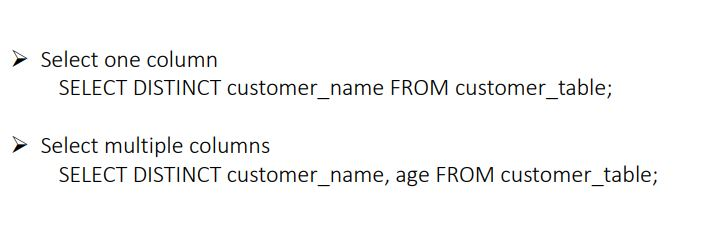 ➢ Select one column
SELECT DISTINCT customer_name FROM customer_table;
➢ Select multiple columns
SELECT DISTINCT customer_name, age FROM customer_table;